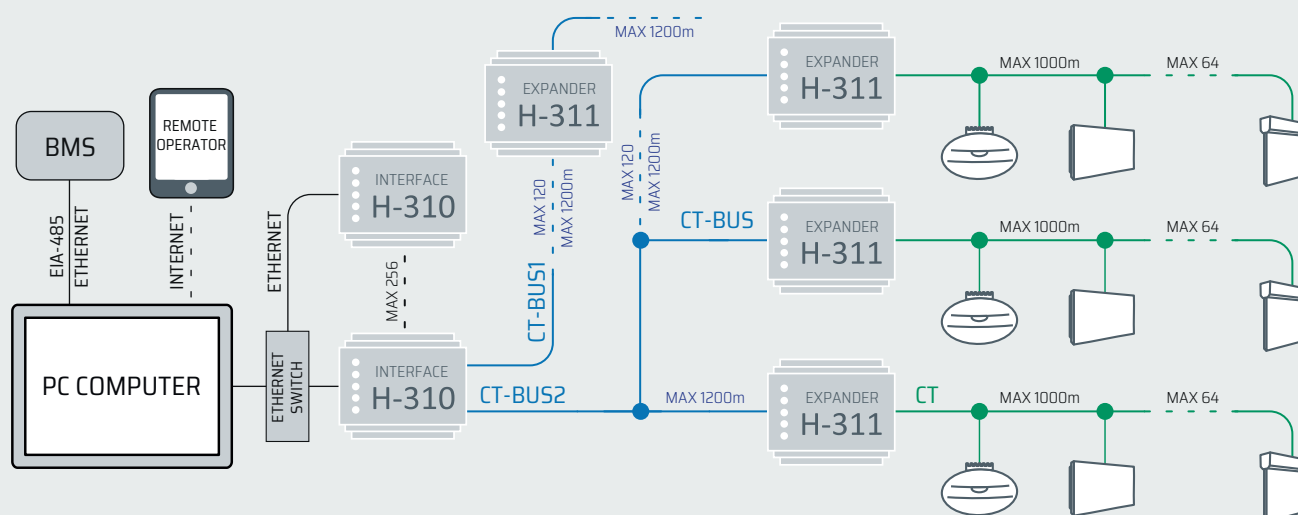 BMS
REMOTE
OPERATOR
EIA-485
ETHERNET
INTERNET
PC COMPUTER
ETHERNET
ETHERNET
SWITCH
INTERFACE
H-310
MAX 256
INTERFACE
H-310
CT-BUS1
CT-BUS2
MAX 120
MAX 1200m
EXPANDER
H-311
MAX 1200m
MAX 120
MAX 1200m
CT-BUS
MAX 1200m
EXPANDER
H-311
MAX 1000m
MAX 64
EXPANDER
H-311
MAX 1000m
MAX 64
EXPANDER
H-311
CT
MAX 1000m
MAX 64